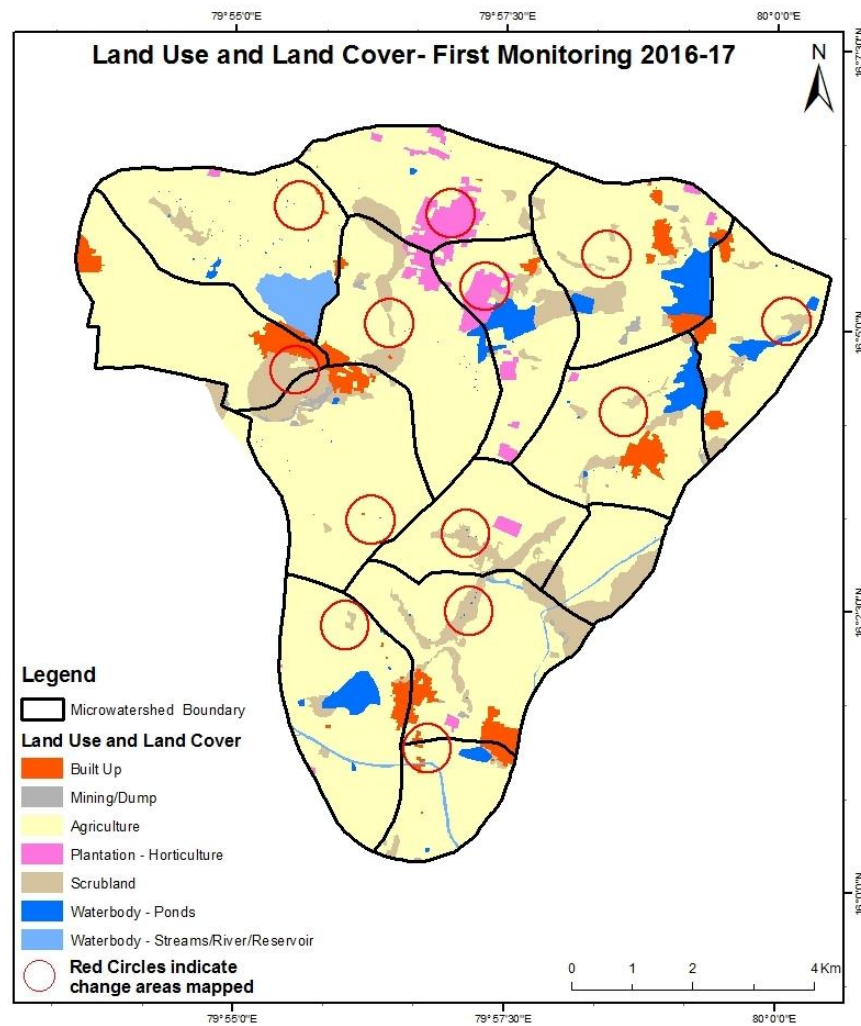 79°55'0"E 79°57'30"E 80°0'0"E
Land Use and Land Cover- First Monitoring 2016-17
N
Legend
Microwatershed Boundary
Land Use and Land Cover
Built Up
Mining/Dump
Agriculture
Plantation - Horticulture
Scrubland
Waterbody - Ponds
Waterbody - Streams/River/Reservoir
Red Circles indicate
change areas mapped
0 1 2 4 Km
79°55'0"E 79°57'30"E 80°0'0"E